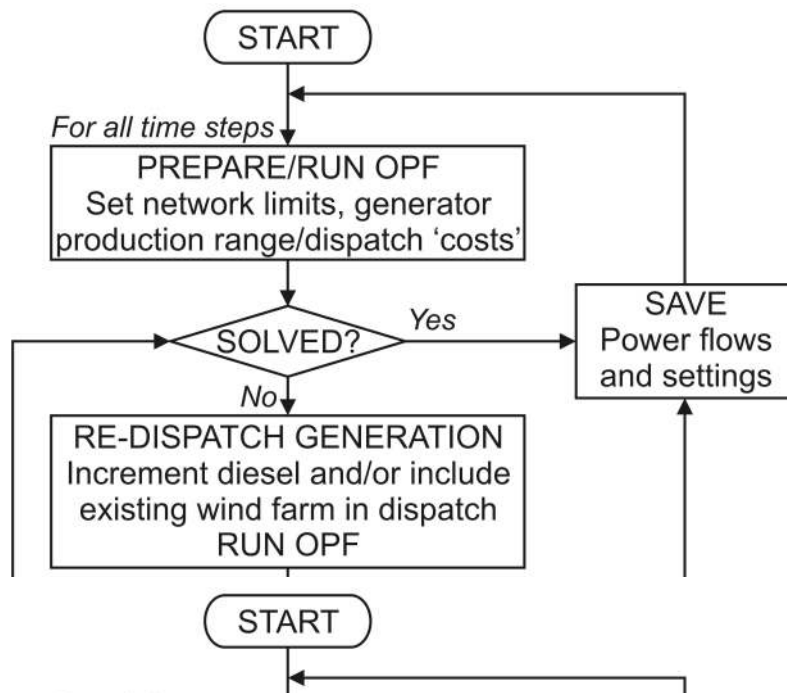 START
For all time steps
PREPARE/RUN OPF
Set network limits, generator
production range/dispatch ‘costs’
SOLVED?
Yes
SAVE
Power flows
and settings
No
RE-DISPATCH GENERATION
Increment diesel and/or include
existing wind farm in dispatch
RUN OPF
START